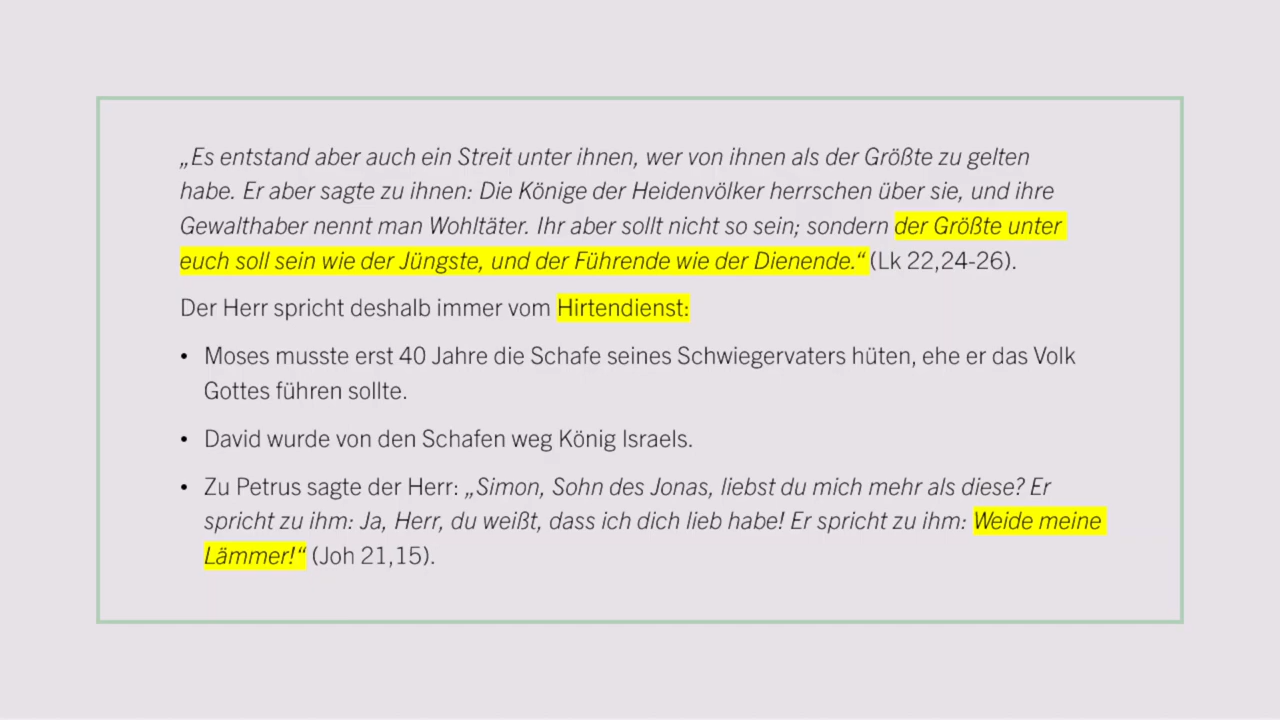 „Es entstand aber auch ein Streit unter ihnen, wer von ihnen als der Größte zu gelten
habe. Er aber sagte zu ihnen: Die Könige der Heidenvölker herrschen über sie, und ihre
Gewalthaber nennt man Wohltäter. Ihr aber sollt nicht so sein; sondern der Größte unter
euch soll sein wie der Jüngste, und der Führende wie der Dienende.“ (Lk 22,24-26).
Der Herr spricht deshalb immer vom Hirtendienst:
• Moses musste erst 40 Jahre die Schafe seines Schwiegervaters hüten, ehe er das Volk
Gottes führen sollte.
• David wurde von den Schafen weg König Israels.
• Zu Petrus sagte der Herr: „Simon, Sohn des Jonas, liebst du mich mehr als diese? Er
spricht zu ihm: Ja, Herr, du weißt, dass ich dich lieb habe! Er spricht zu ihm: Weide meine
Lämmer!“ (Joh 21,15).